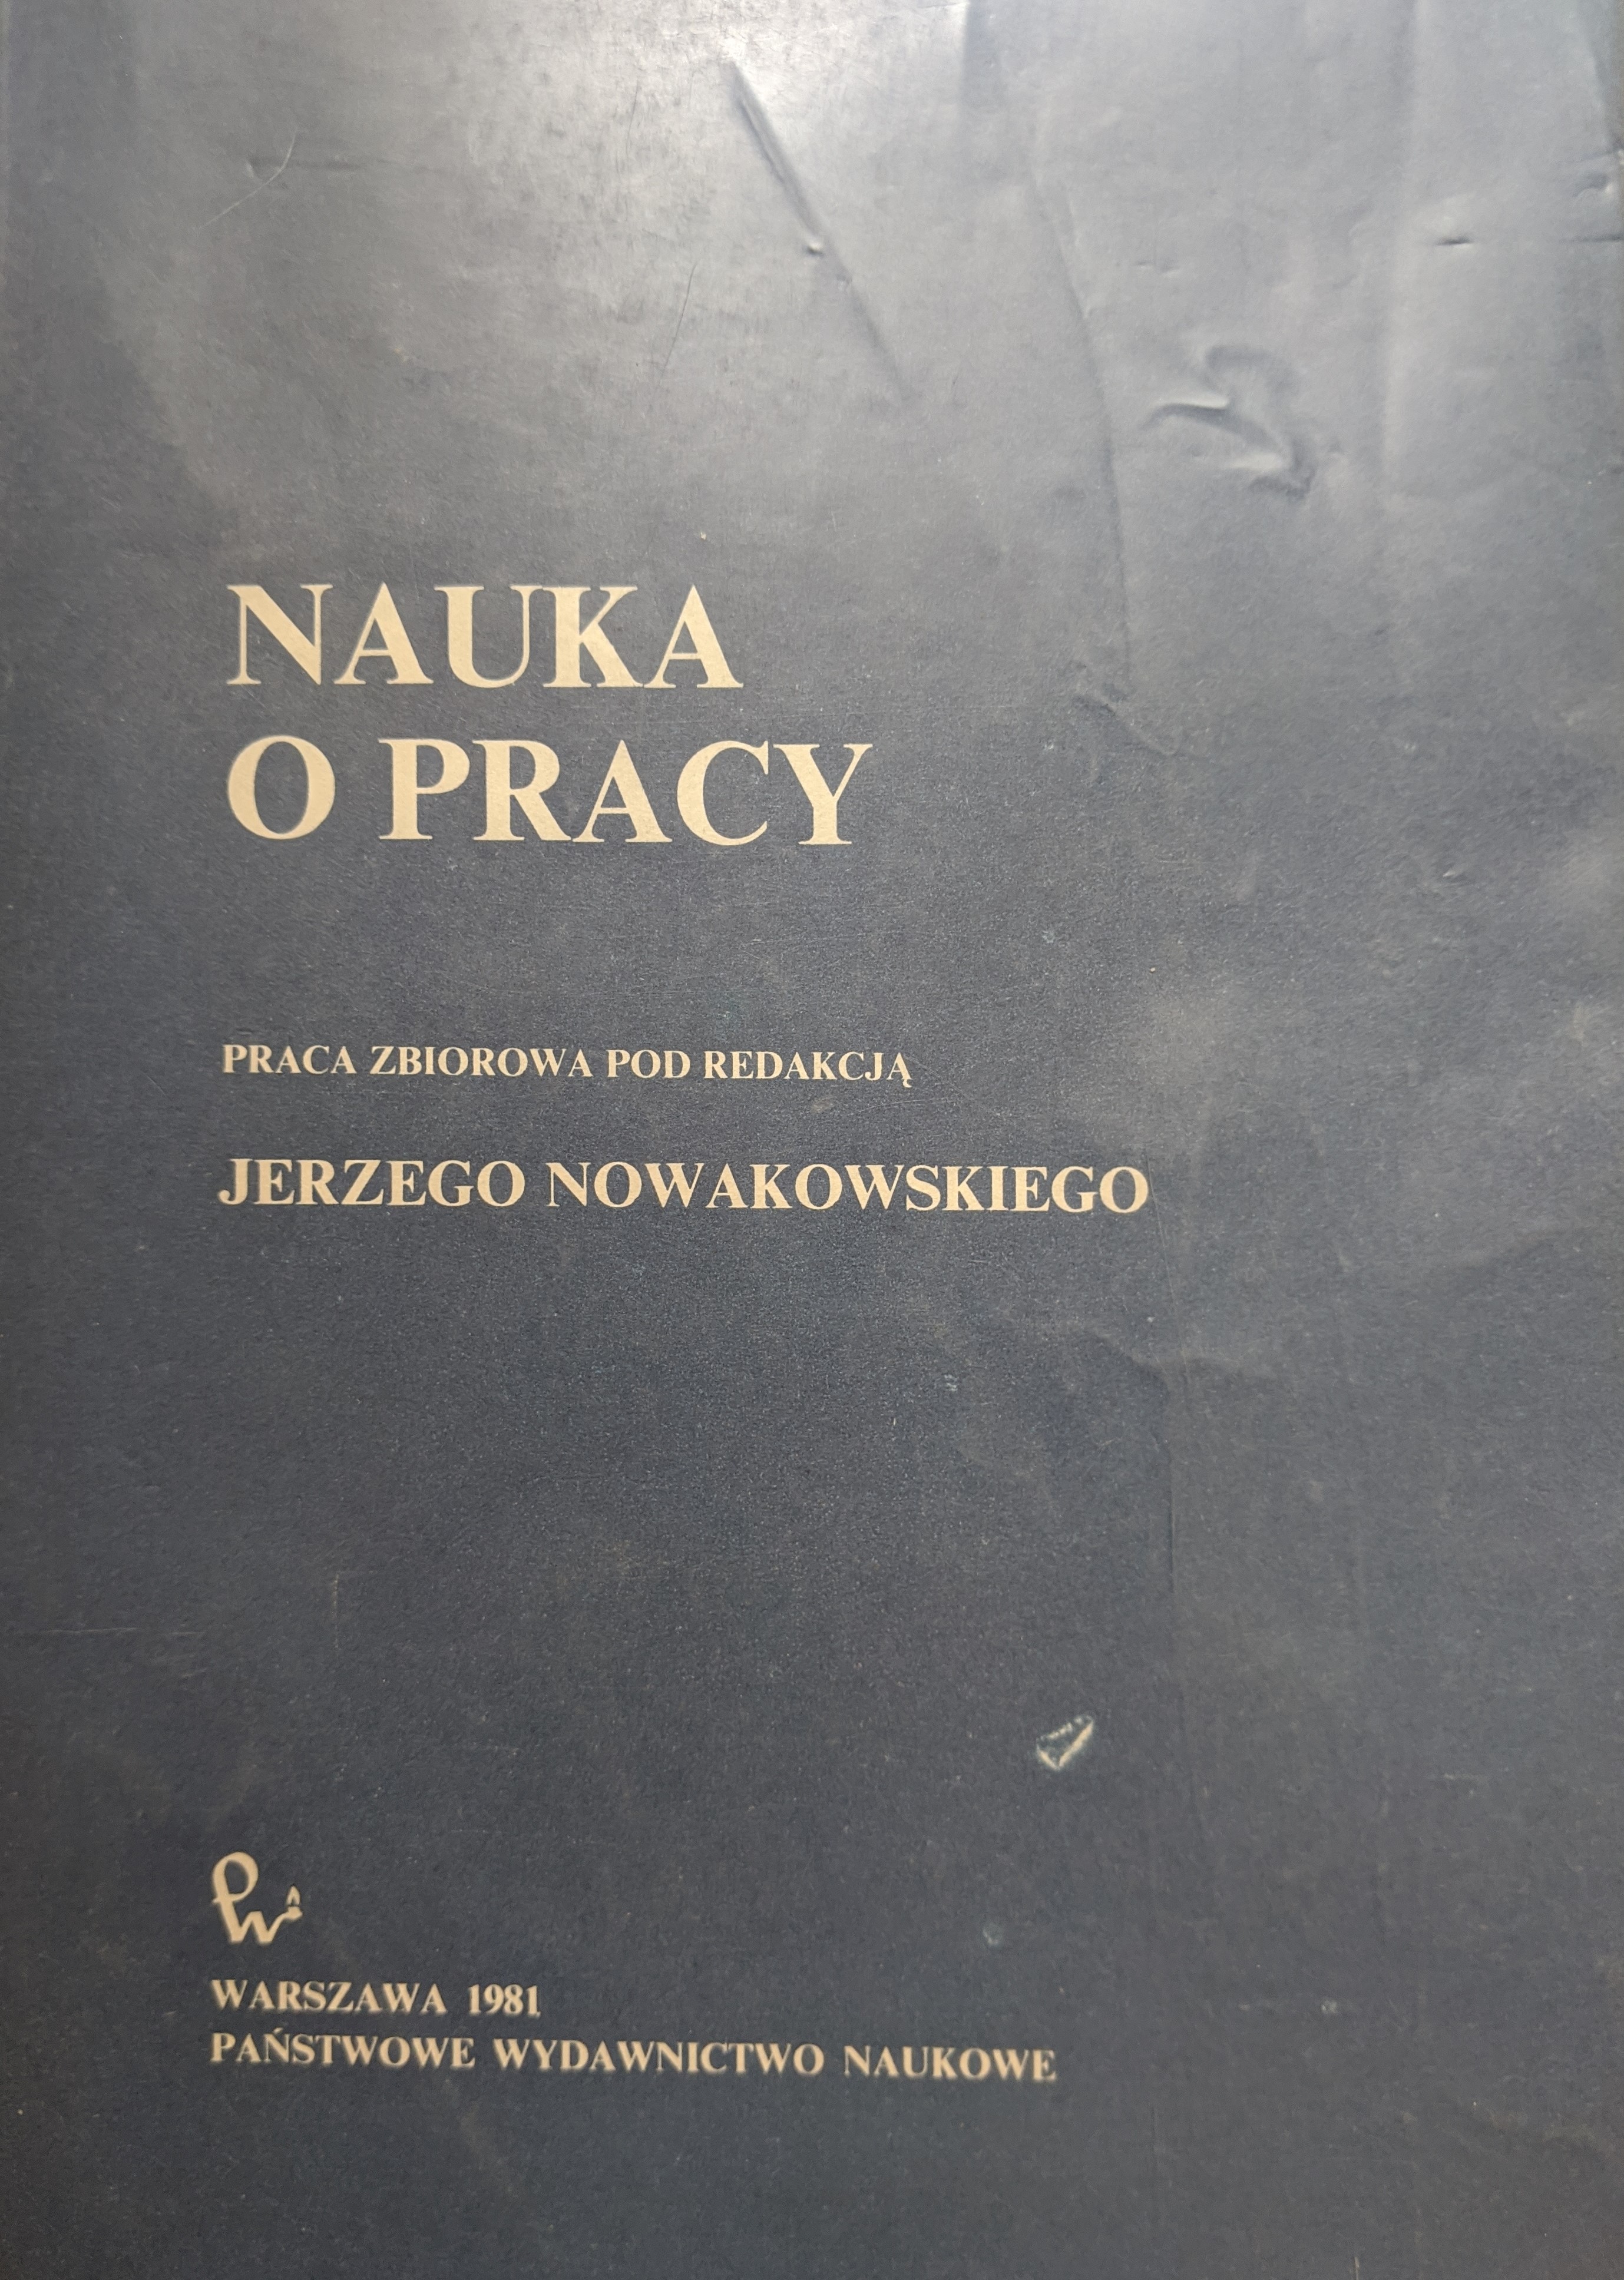 NAUKA
O PRACY
PRACA ZBIOROWA POD REDAKCJĄ
JERZEGO NOWAKOWSKIEGO
WARSZAWA 1981
PAŃSTWOWE WYDAWNICTWO NAUKOWE